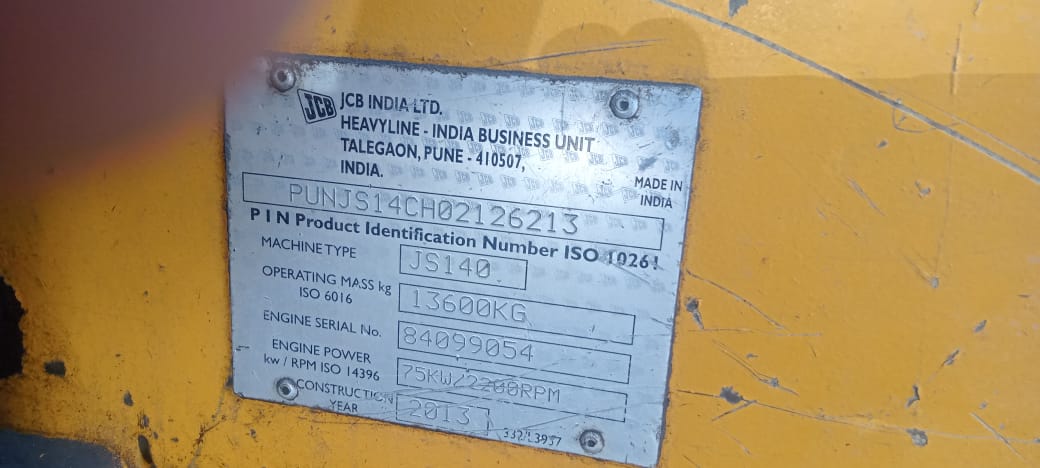 JCB JCB INDIA LTD.
HEAVYLINE - INDIA BUSINESS UNIT
TALEGAON, PUNE - 410507,
INDIA.
MADE IN
INDIA
PUNJS14CH02126213
PIN Product Identification Number ISO 10261
MACHINE TYPE JS140
OPERATING MASS kg
ISO 6016 13600KG
ENGINE SERIAL No. 84099054
ENGINE POWER
kw / RPM ISO 14396 75KW/2200RPM
CONSTRUCTION
YEAR 2013